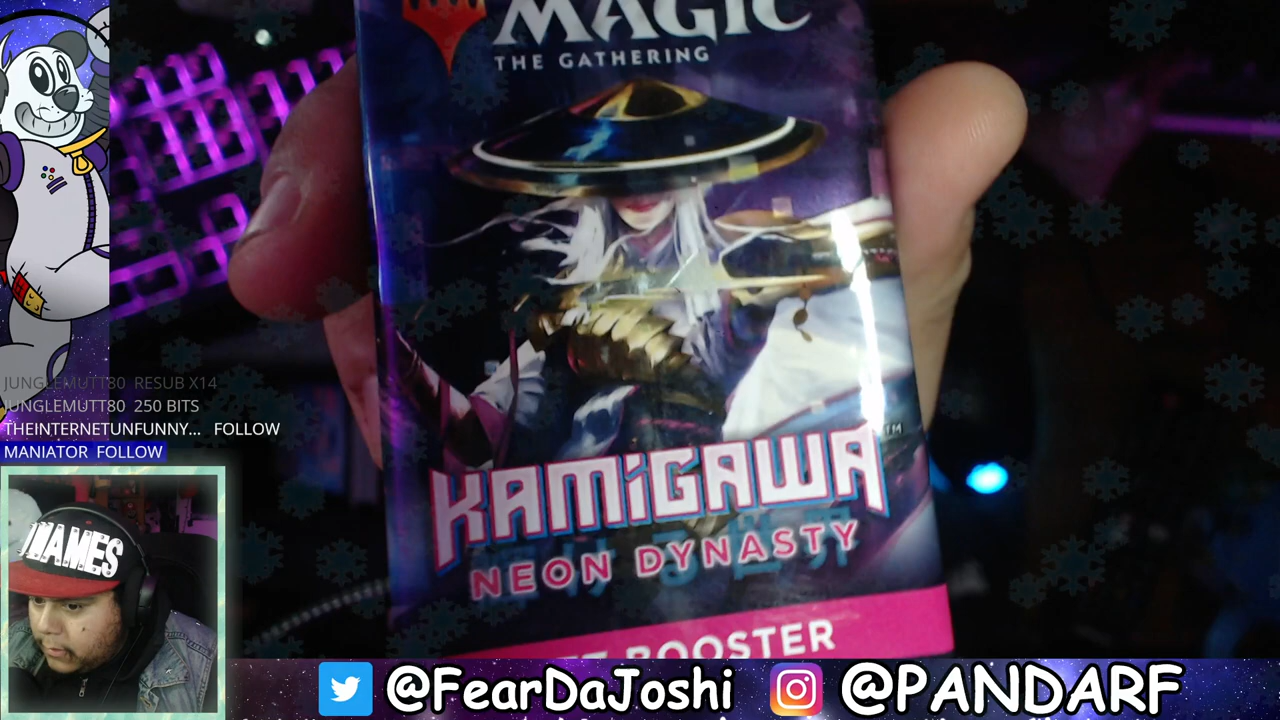 MAGIC
THE GATHERING
JUNGLEMUTT80 RESUB X14
JUNGLEMUTT80 250 BITS
THEINTERNETUNFUNNY... FOLLOW
MANIATOR FOLLOW
KAMIGAWA
TM
NEON DYNASTY
BOOSTER
@FearDaJoshi
@PANDARF